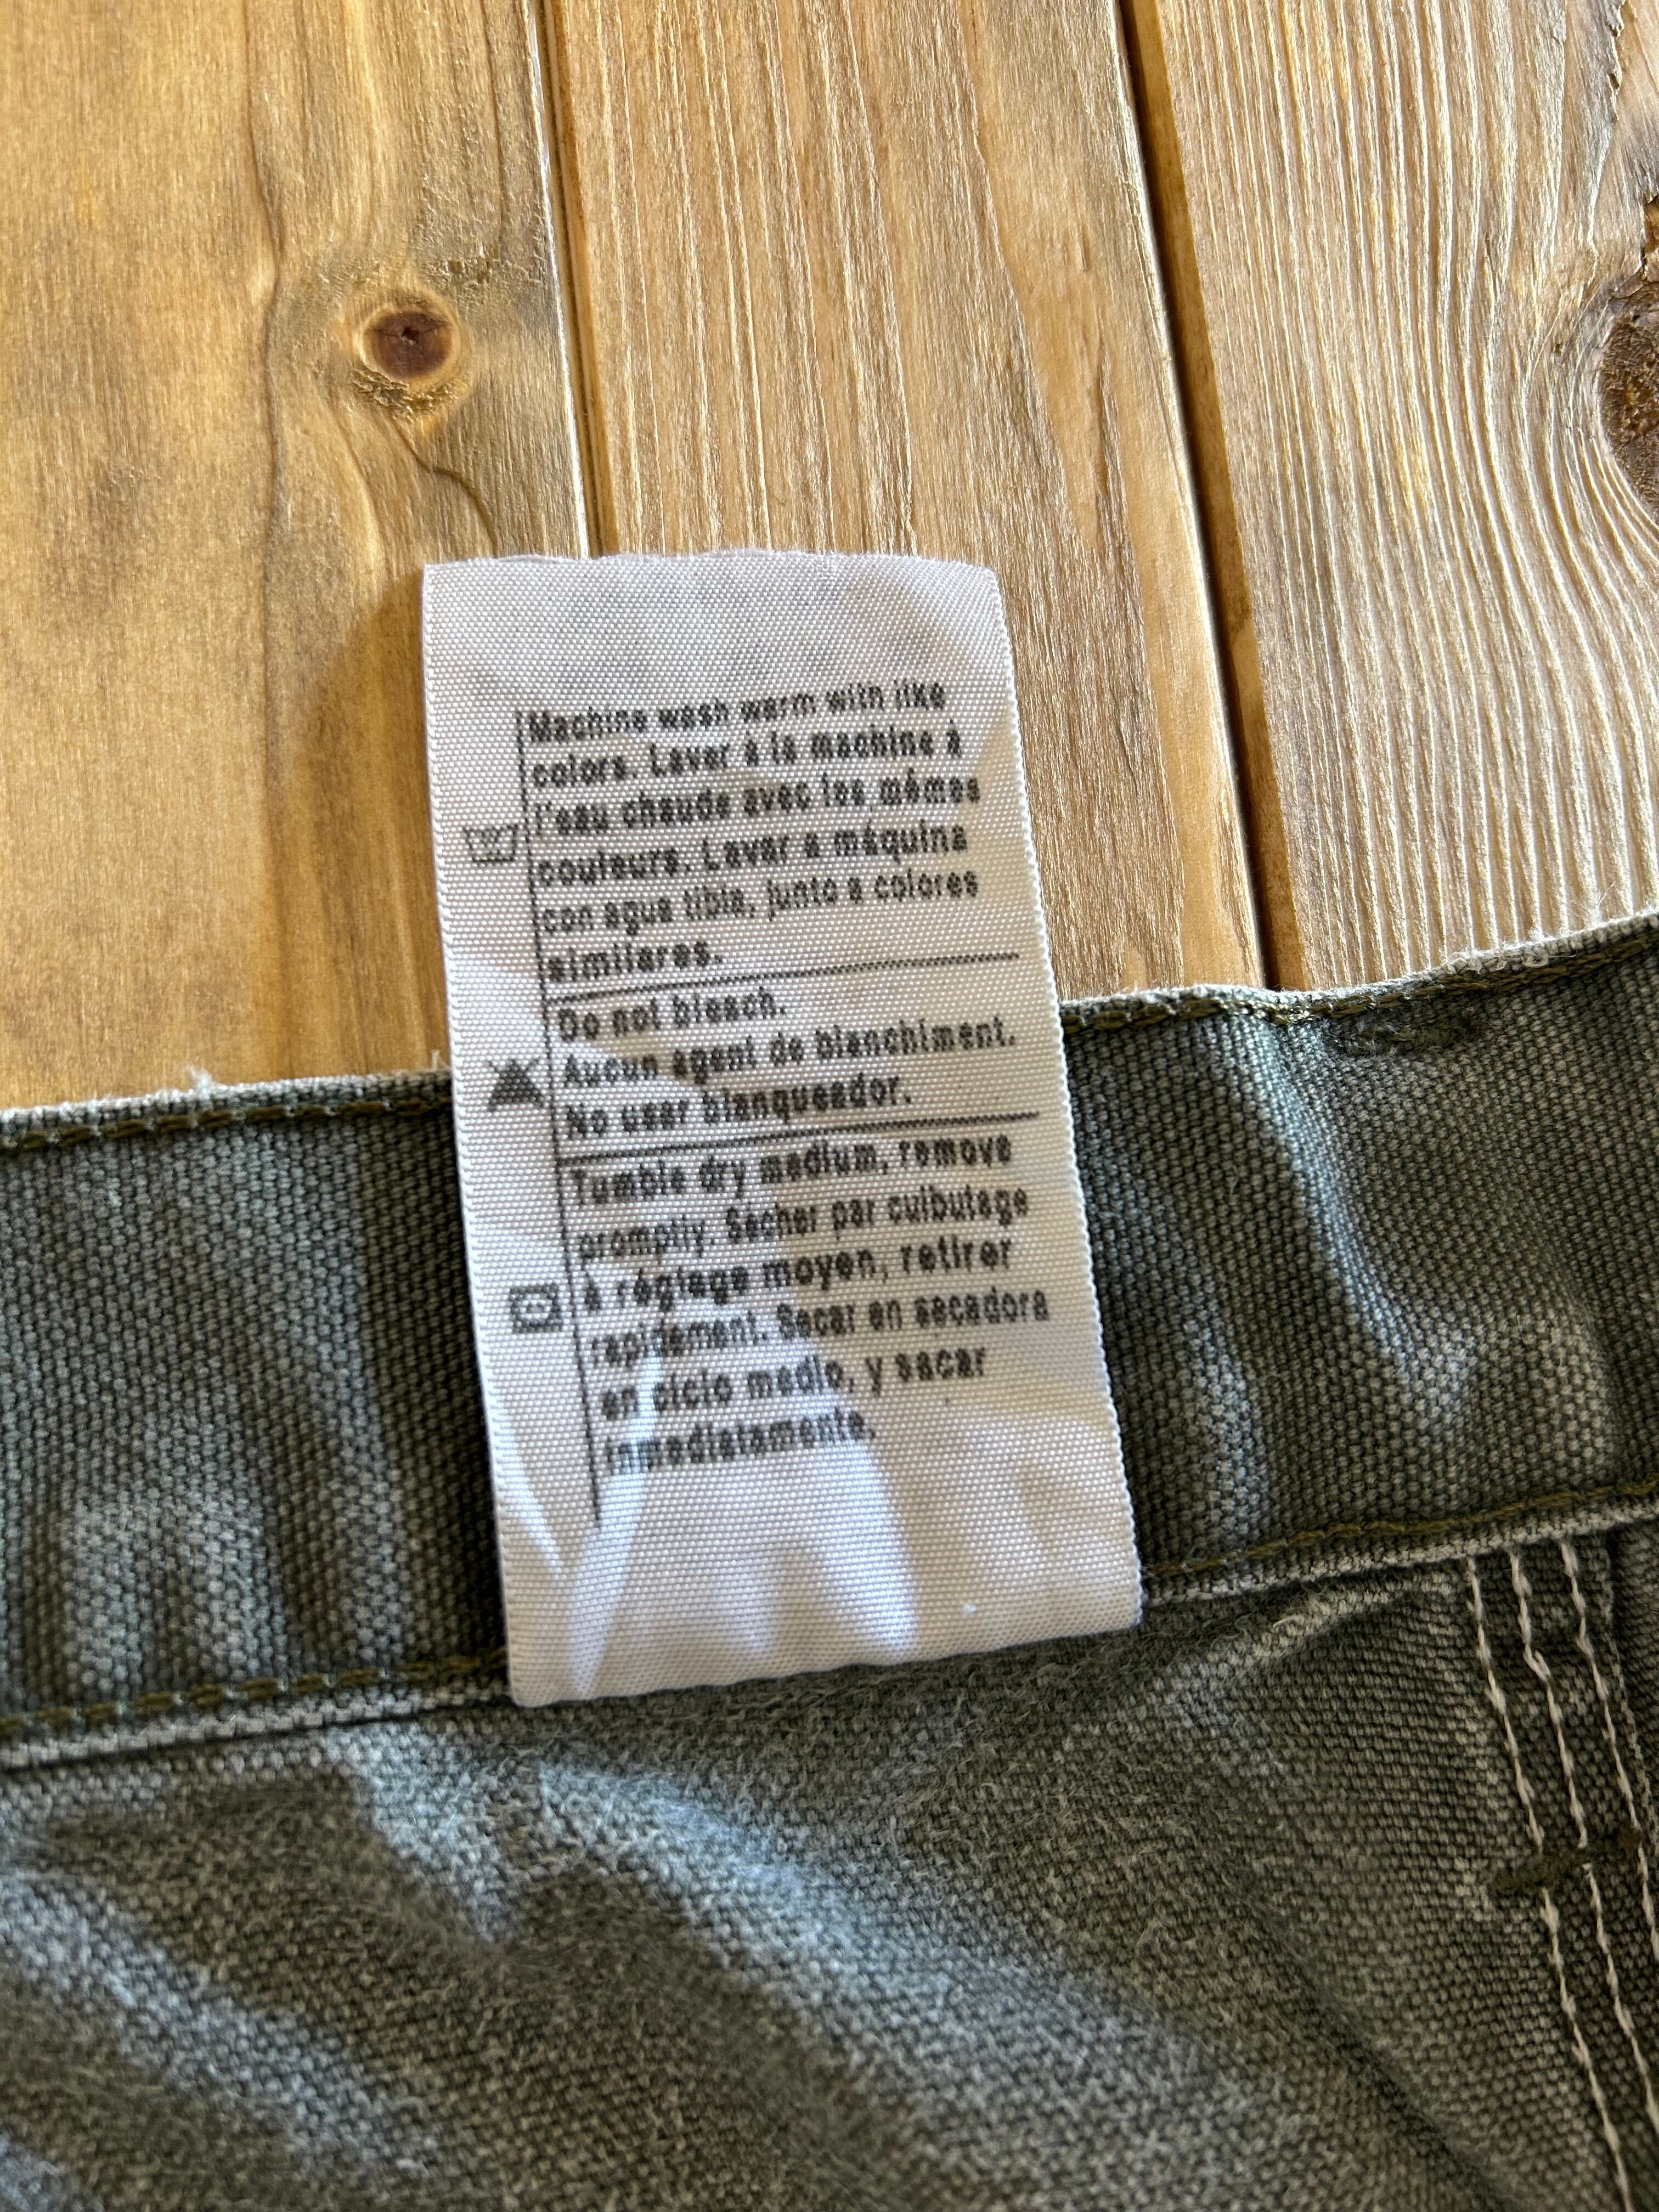 Machine wash warm with like
colors. Laver à la machine à
l'eau chaude avec les mêmes
couleurs. Lavar a máquina
con agua tibia, junto a colores
similares.
Do not bleach.
Aucun agent de blanchiment.
No usar blanqueador.
Tumble dry medium, remove
promptly. Secher par culbutage
à réglage moyen, retirer
rapidement. Secar en secadora
en ciclo medio, y sacar
inmediatamente.